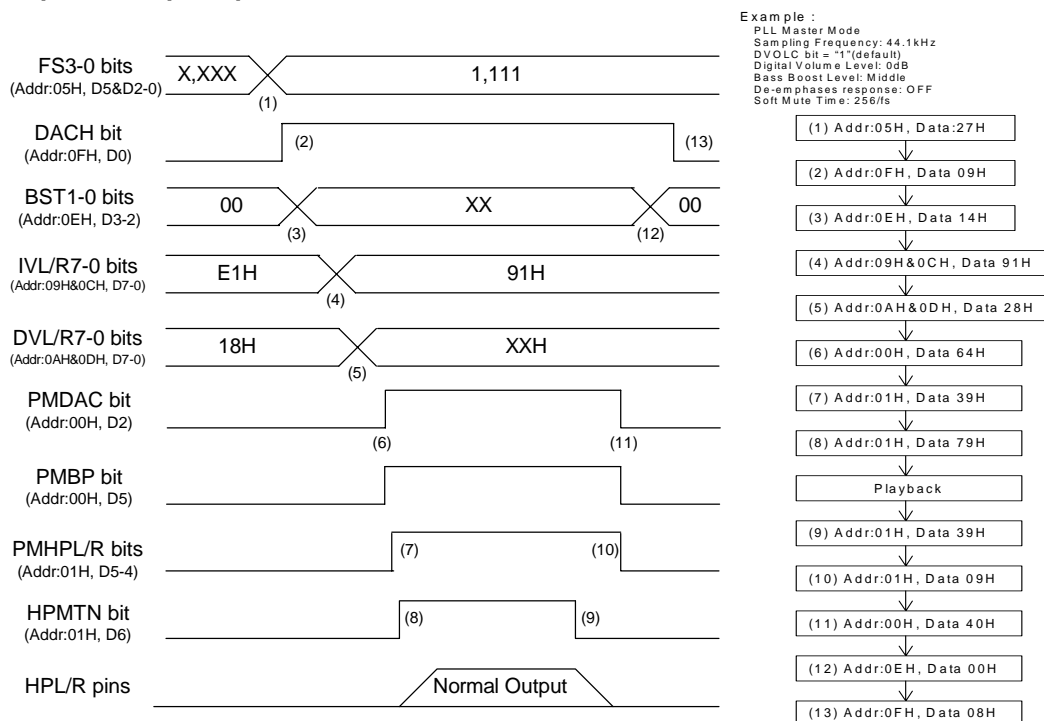 Example :
PLL Master Mode
Sampling Frequency: 44.1kHz
DVOLC bit = "1"(default)
Digital Volume Level: 0dB
Bass Boost Level: Middle
De-emphases response: OFF
Soft Mute Time: 256/fs
FS3-0 bits
(Addr:05H, D5&D2-0)
X,XXX
1,111
(1)
DACH bit
(Addr:0FH, D0)
(2)
(13)
BST1-0 bits
(Addr:0EH, D3-2)
00
XX
00
(3)
(12)
IVL/R7-0 bits
(Addr:09H&0CH, D7-0)
E1H
91H
(4)
DVL/R7-0 bits
(Addr:0AH&0DH, D7-0)
18H
XXH
(5)
PMDAC bit
(Addr:00H, D2)
(6)
(11)
PMBP bit
(Addr:00H, D5)
PMHPL/R bits
(Addr:01H, D5-4)
(7)
(10)
HPMTN bit
(Addr:01H, D6)
(8)
(9)
HPL/R pins
Normal Output
(1) Addr:05H, Data:27H
(2) Addr:0FH, Data 09H
(3) Addr:0EH, Data 14H
(4) Addr:09H&0CH, Data 91H
(5) Addr:0AH&0DH, Data 28H
(6) Addr:00H, Data 64H
(7) Addr:01H, Data 39H
(8) Addr:01H, Data 79H
Playback
(9) Addr:01H, Data 39H
(10) Addr:01H, Data 09H
(11) Addr:00H, Data 40H
(12) Addr:0EH, Data 00H
(13) Addr:0FH, Data 08H